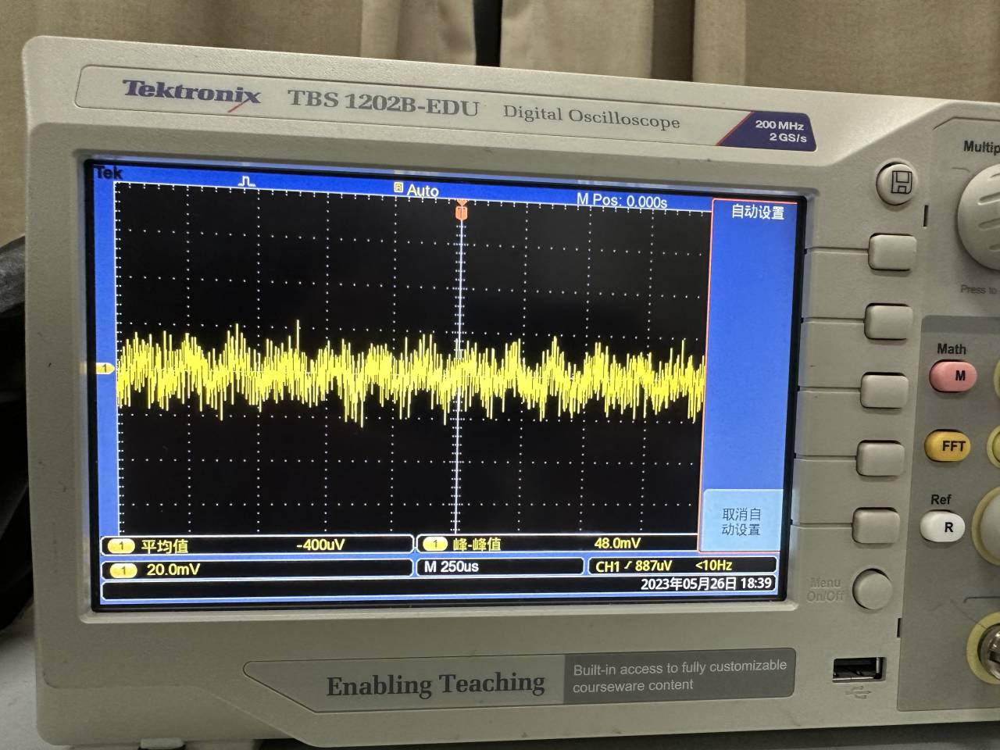 Tektronix TBS 1202B-EDU Digital Oscilloscope
200 MHz
2 GS/s
Tek
R Auto
M Pos: 0.000s
自动设置
T
1
取消自
动设置
1 平均值 -400uV
1 峰-峰值 48.0mV
1 20.0mV
M 250us
CH1 887uV <10Hz
2023年05月26日 18:39
Press to
Math
M
FFT
Ref
R
Menu
On/Off
Enabling Teaching
Built-in access to fully customizable
courseware content